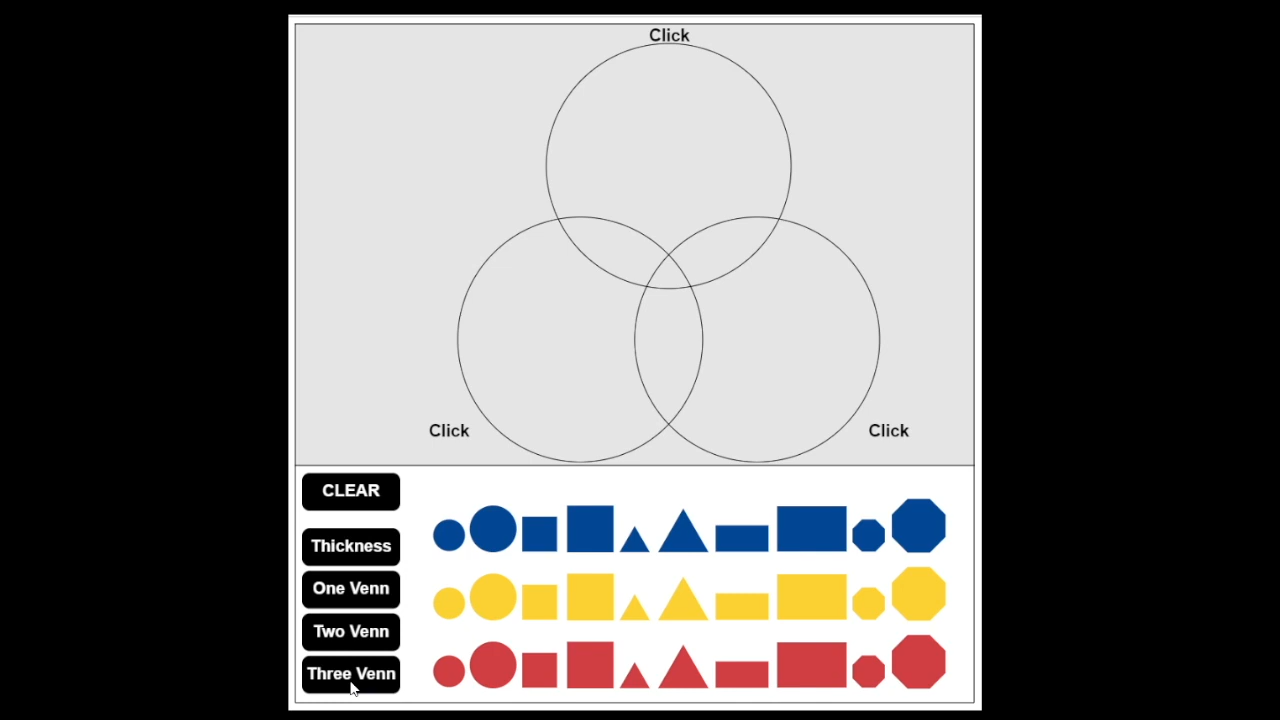 Click
Click
Click
CLEAR
Thickness
One Venn
Two Venn
Three Venn